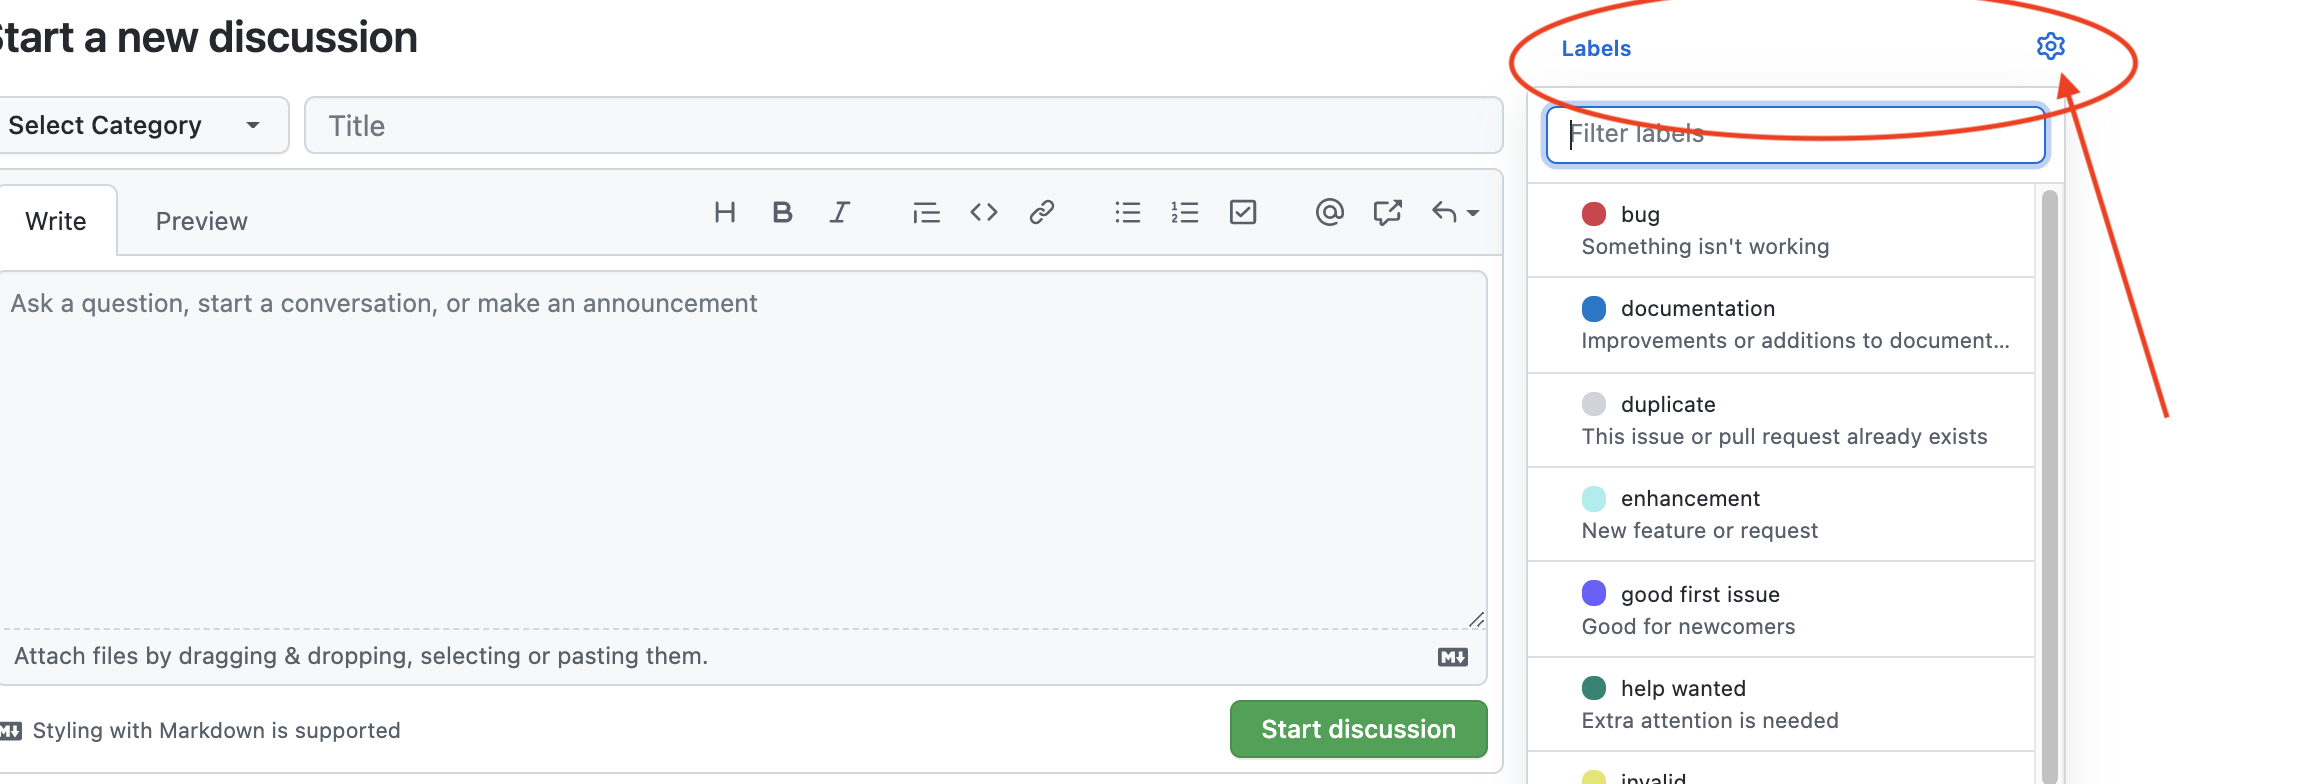 Start a new discussion
Select Category
Title
Write
Preview
Ask a question, start a conversation, or make an announcement
Attach files by dragging & dropping, selecting or pasting them.
Styling with Markdown is supported
Start discussion
Labels
Filter labels
bug
Something isn't working
documentation
Improvements or additions to document...
duplicate
This issue or pull request already exists
enhancement
New feature or request
good first issue
Good for newcomers
help wanted
Extra attention is needed
invalid